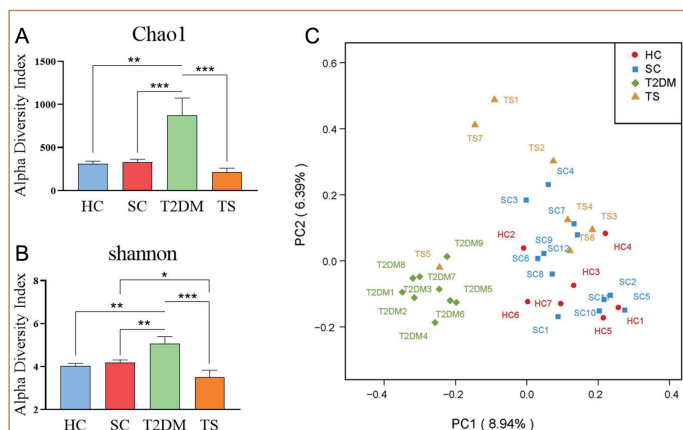 A
Chao1
Alpha Diversity Index
1500
1000
500
0
**
***
***
HC SC T2DM TS
B
shannon
Alpha Diversity Index
8
6
4
2
*
**
***
**
HC SC T2DM TS
C
HC
SC
T2DM
TS
PC2 ( 6.39%)
0.6
0.4
0.2
0.0
−0.2
TS1
TS7
TS2
SC4
SC3
SC7
TS4
TS3
TS6
HC2
SC9
SC12
HC4
SC6
SC8
HC3
TS5
T2DM9
T2DM8
T2DM7
T2DM1
T2DM3
T2DM5
T2DM2
T2DM6
T2DM4
HC6
HC7
SC2
SC5
SC10
SC1
HC5
HC1
−0.4 −0.2 0.0 0.2 0.4
PC1 ( 8.94%)